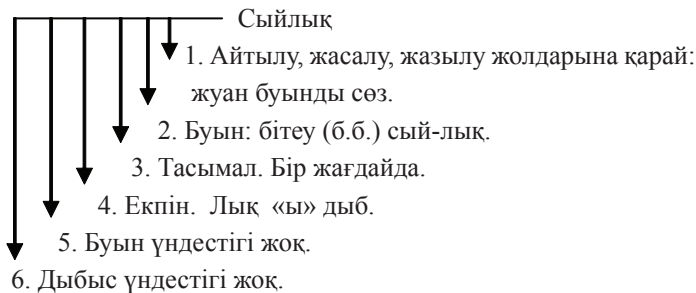 Сыйлық
1. Айтылу, жасалу, жазылу жолдарына қарай:
жуан буынды сөз.
2. Буын: бітеу (б.б.) сый-лық.
3. Тасымал. Бір жағдайда.
4. Екпін. Лық «ы» дыб.
5. Буын үндестігі жоқ.
6. Дыбыс үндестігі жоқ.